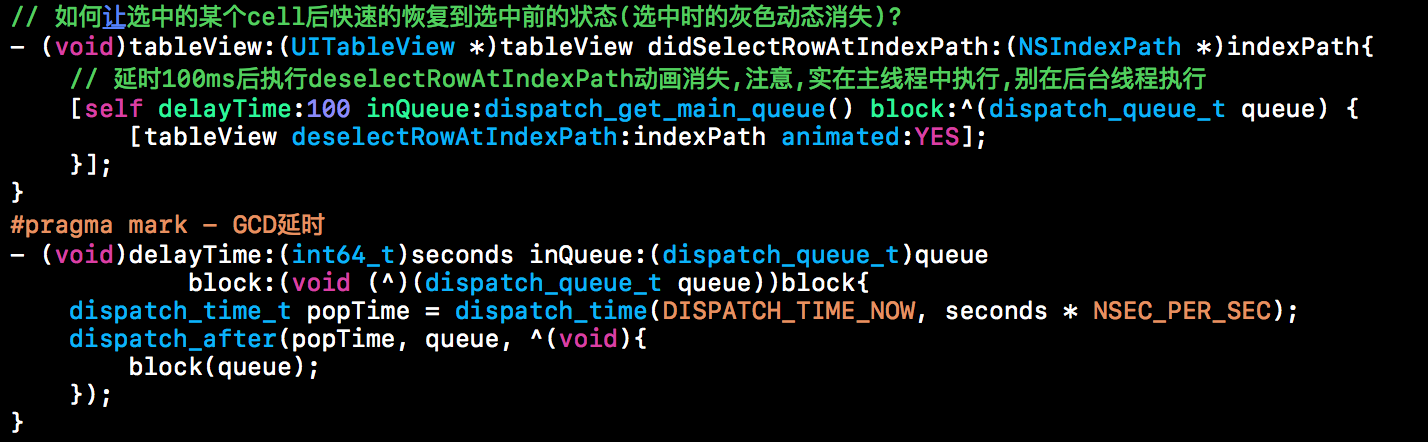 // 如何让选中的某个cell后快速的恢复到选中前的状态(选中时的灰色动态消失)?
- (void)tableView:(UITableView *)tableView didSelectRowAtIndexPath:(NSIndexPath *)indexPath{
    // 延时100ms后执行deselectRowAtIndexPath动画消失,注意,实在主线程中执行,别在后台线程执行
    [self delayTime:100 inQueue:dispatch_get_main_queue() block:^(dispatch_queue_t queue) {
        [tableView deselectRowAtIndexPath:indexPath animated:YES];
    }];
}
#pragma mark - GCD延时
- (void)delayTime:(int64_t)seconds inQueue:(dispatch_queue_t)queue
            block:(void (^)(dispatch_queue_t queue))block{
    dispatch_time_t popTime = dispatch_time(DISPATCH_TIME_NOW, seconds * NSEC_PER_SEC);
    dispatch_after(popTime, queue, ^(void){
        block(queue);
    });
}